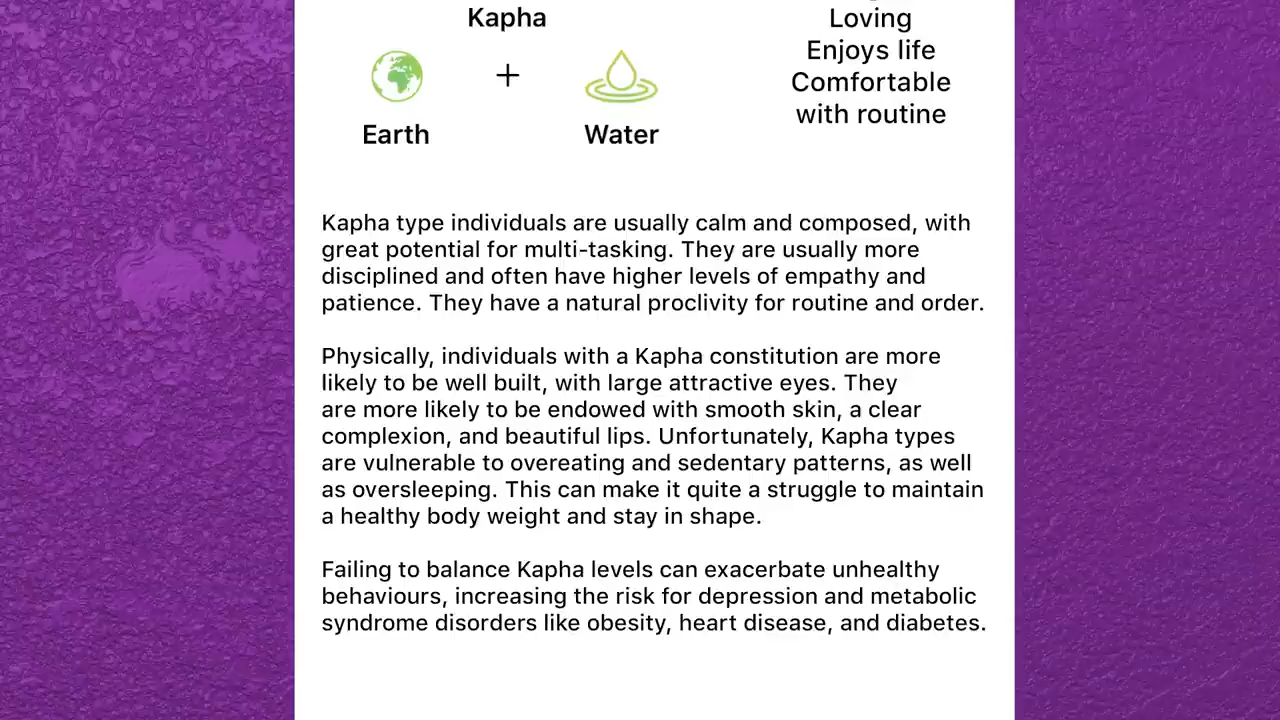 Kapha
+
Earth
Water
Loving
Enjoys life
Comfortable
with routine
Kapha type individuals are usually calm and composed, with
great potential for multi-tasking. They are usually more
disciplined and often have higher levels of empathy and
patience. They have a natural proclivity for routine and order.
Physically, individuals with a Kapha constitution are more
likely to be well built, with large attractive eyes. They
are more likely to be endowed with smooth skin, a clear
complexion, and beautiful lips. Unfortunately, Kapha types
are vulnerable to overeating and sedentary patterns, as well
as oversleeping. This can make it quite a struggle to maintain
a healthy body weight and stay in shape.
Failing to balance Kapha levels can exacerbate unhealthy
behaviours, increasing the risk for depression and metabolic
syndrome disorders like obesity, heart disease, and diabetes.